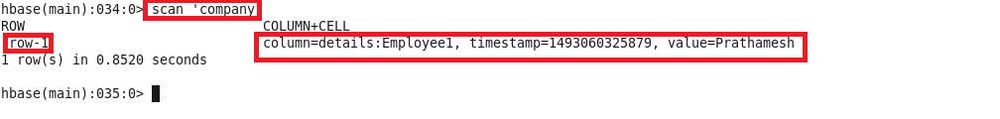 hbase(main):034:0> scan 'company
ROW COLUMN+CELL
row-1 column=details:Employee1, timestamp=1493060325879, value=Prathamesh
1 row(s) in 0.8520 seconds
hbase(main):035:0>